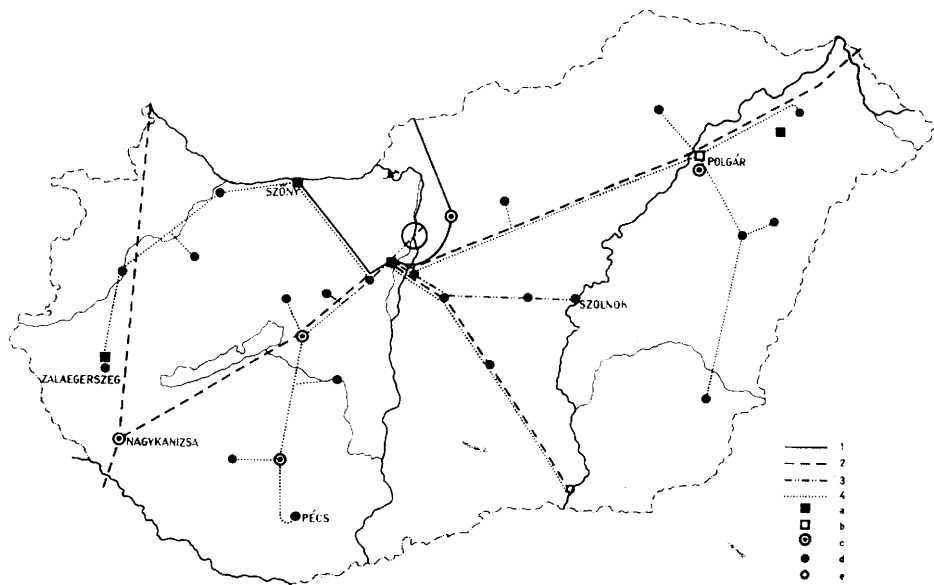 SZŐNY
POLGÁR
SZOLNOK
ZALAEGERSZEG
NAGYKANIZSA
PÉCS
1
2
3
4
a
b
c
d
e